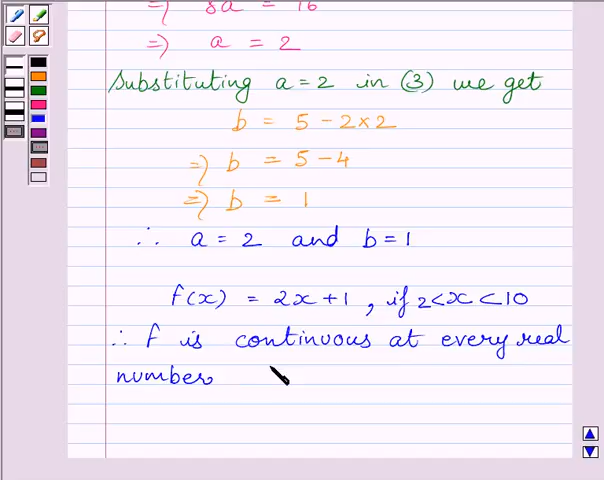 =) 8a = 16
=) a = 2
Substituting a=2 in (3) we get
b = 5 - 2×2
=) b = 5 - 4
=) b = 1
∴ a = 2 and b = 1
f(x) = 2x + 1 , if 2<x<10
∴ f is continuous at every real
number.